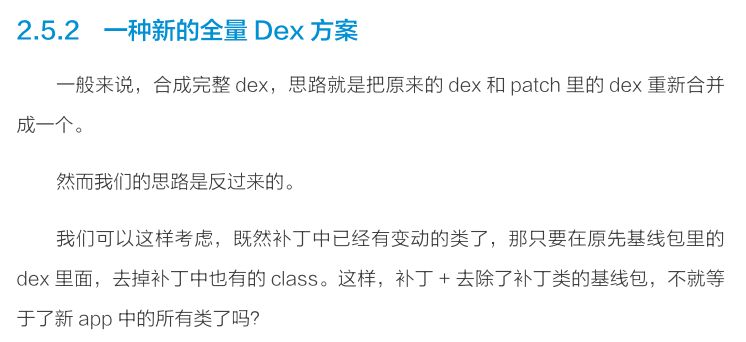 2.5.2 一种新的全量 Dex 方案
一般来说，合成完整 dex，思路就是把原来的 dex 和 patch 里的 dex 重新合并
成一个。
然而我们的思路是反过来的。
我们可以这样考虑，既然补丁中已经有变动的类了，那只要在原先基线包里的
dex 里面，去掉补丁中也有的 class。这样，补丁 + 去除了补丁类的基线包，不就等
于了新 app 中的所有类了吗？